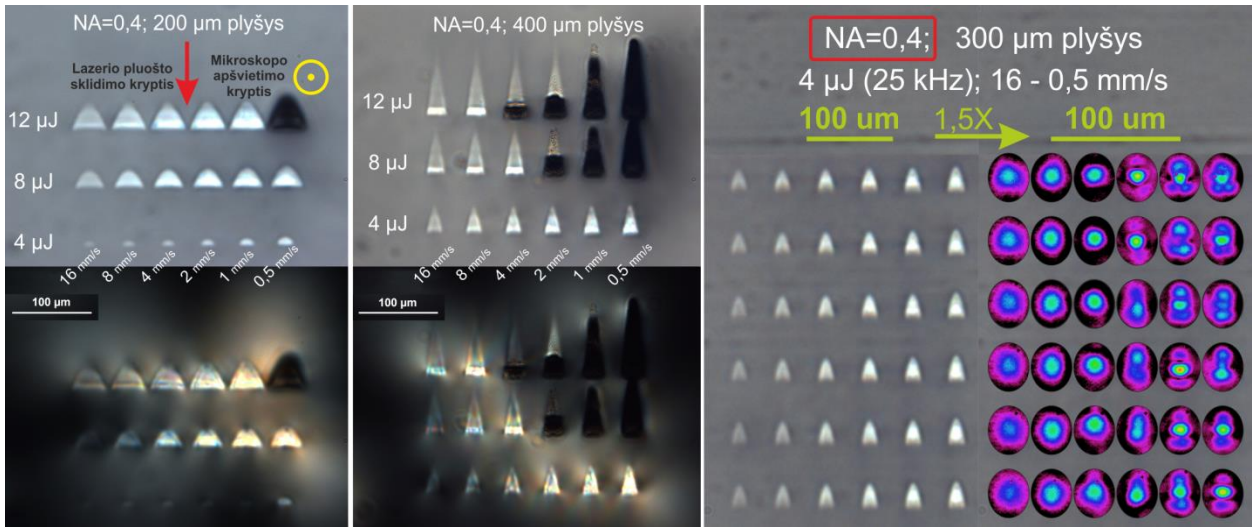 NA=0,4; 200 µm plyšys
Lazerio pluošto
sklidimo kryptis
Mikroskopo
apšvietimo
kryptis
12 µJ
8 µJ
4 µJ
16 mm/s
8 mm/s
4 mm/s
2 mm/s
1 mm/s
0,5 mm/s
100 µm
NA=0,4; 400 µm plyšys
12 µJ
8 µJ
4 µJ
16 mm/s
8 mm/s
4 mm/s
2 mm/s
1 mm/s
0,5 mm/s
100 µm
NA=0,4; 300 µm plyšys
4 µJ (25 kHz); 16 - 0,5 mm/s
100 um 1,5X 100 um